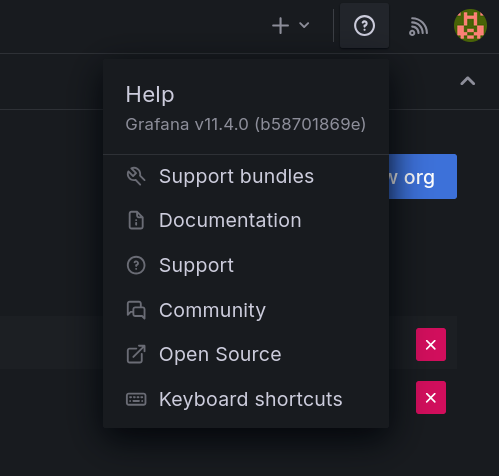 Help
Grafana v11.4.0 (b58701869e)
Support bundles
w org
Documentation
Support
Community
Open Source
Keyboard shortcuts